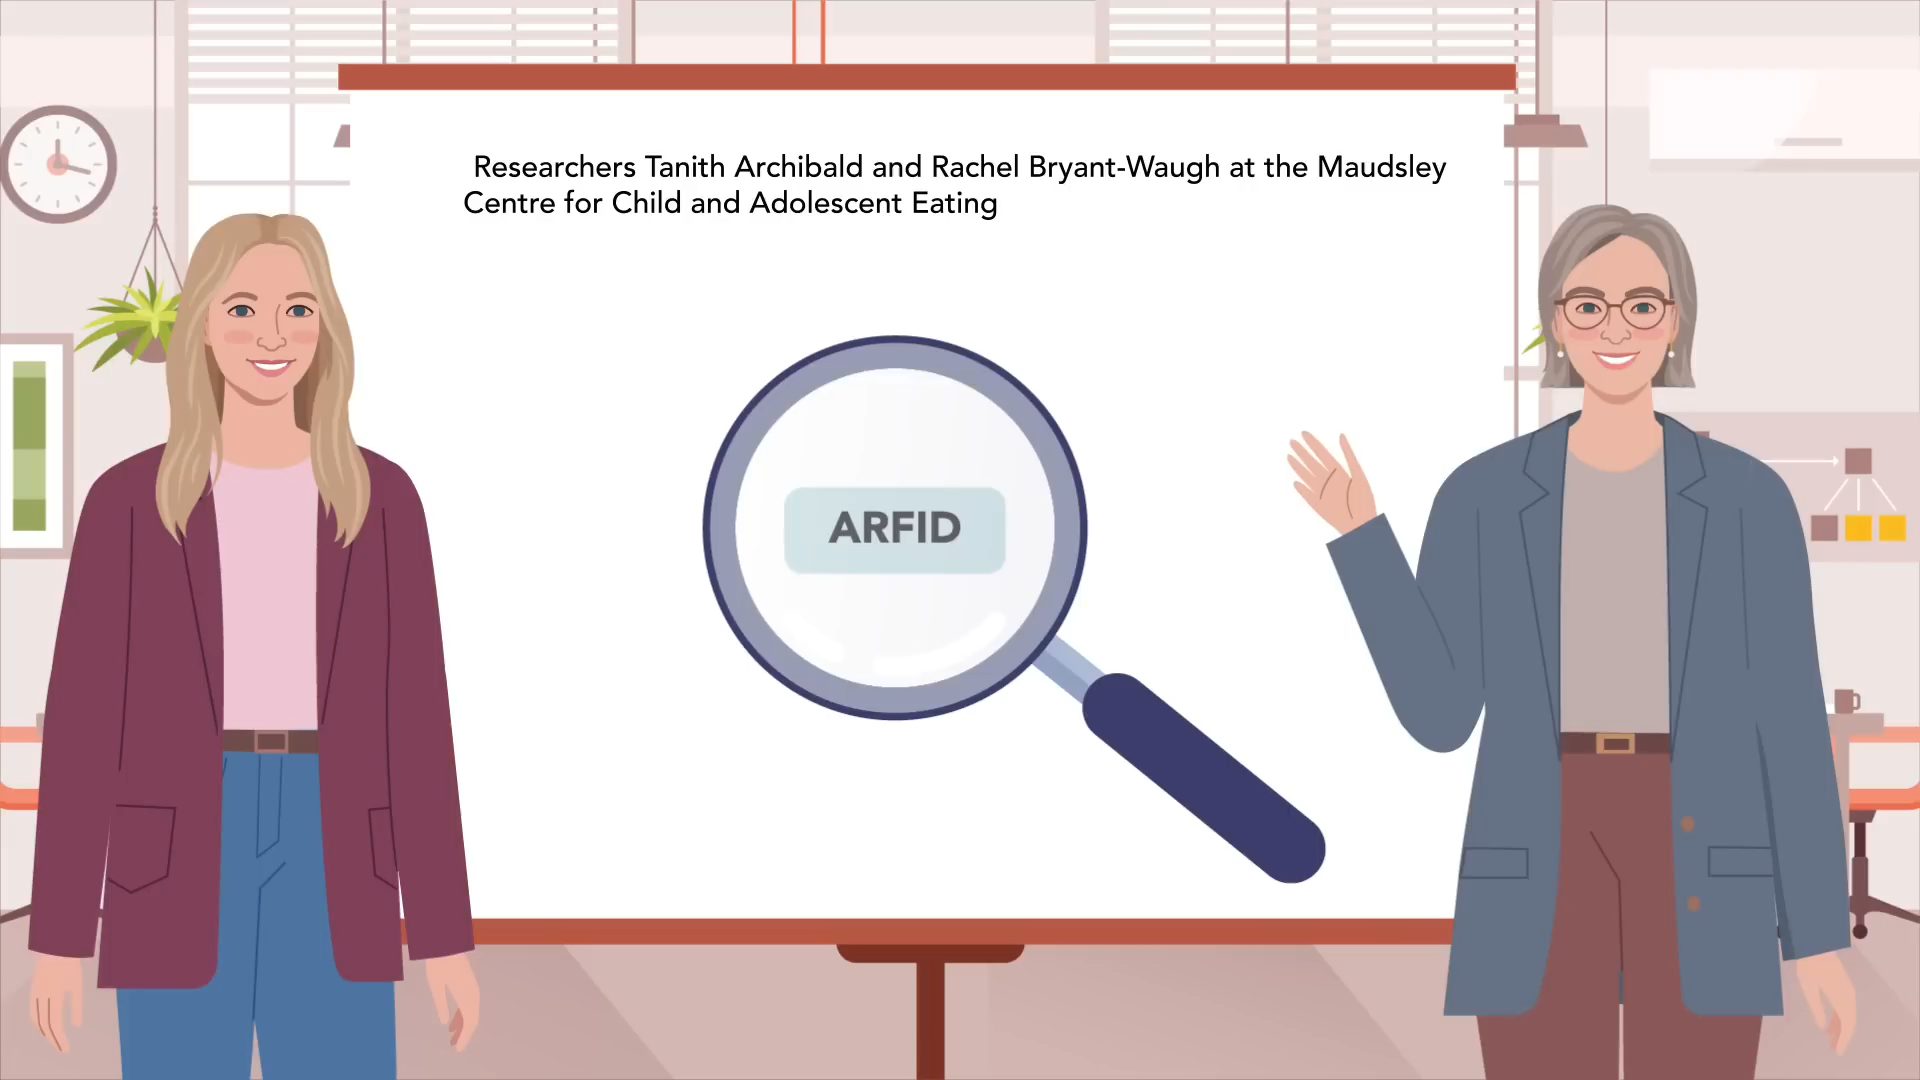 Researchers Tanith Archibald and Rachel Bryant-Waugh at the Maudsley
Centre for Child and Adolescent Eating
ARFID